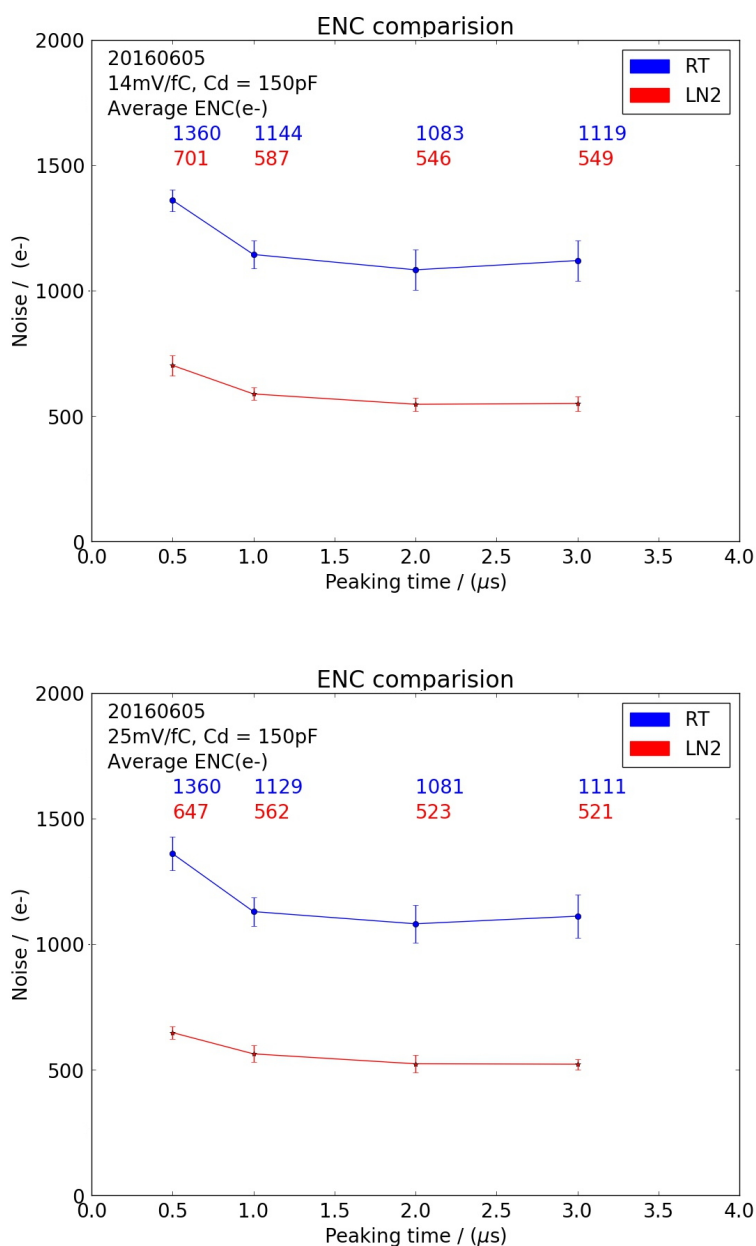 ENC comparision
2000
20160605
14mV/fC, Cd = 150pF
Average ENC(e-)
RT
LN2
1360 1144 1083 1119
701 587 546 549
1500
1000
500
0
Noise / (e-)
0.0 0.5 1.0 1.5 2.0 2.5 3.0 3.5 4.0
Peaking time / (μs)
ENC comparision
2000
20160605
25mV/fC, Cd = 150pF
Average ENC(e-)
RT
LN2
1360 1129 1081 1111
647 562 523 521
1500
1000
500
0
Noise / (e-)
0.0 0.5 1.0 1.5 2.0 2.5 3.0 3.5 4.0
Peaking time / (μs)